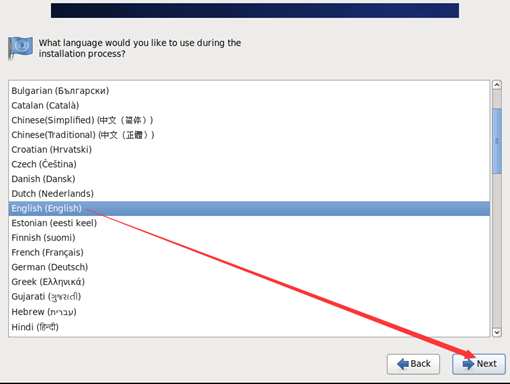 What language would you like to use during the
installation process?
Bulgarian (Български)
Catalan (Català)
Chinese(Simplified) (中文（简体）)
Chinese(Traditional) (中文（正體）)
Croatian (Hrvatski)
Czech (Čeština)
Danish (Dansk)
Dutch (Nederlands)
English (English)
Estonian (eesti keel)
Finnish (suomi)
French (Français)
German (Deutsch)
Greek (Ελληνικά)
Gujarati (ગુજરાતી)
Hebrew (עברית)
Hindi (हिन्दी)
Back
Next